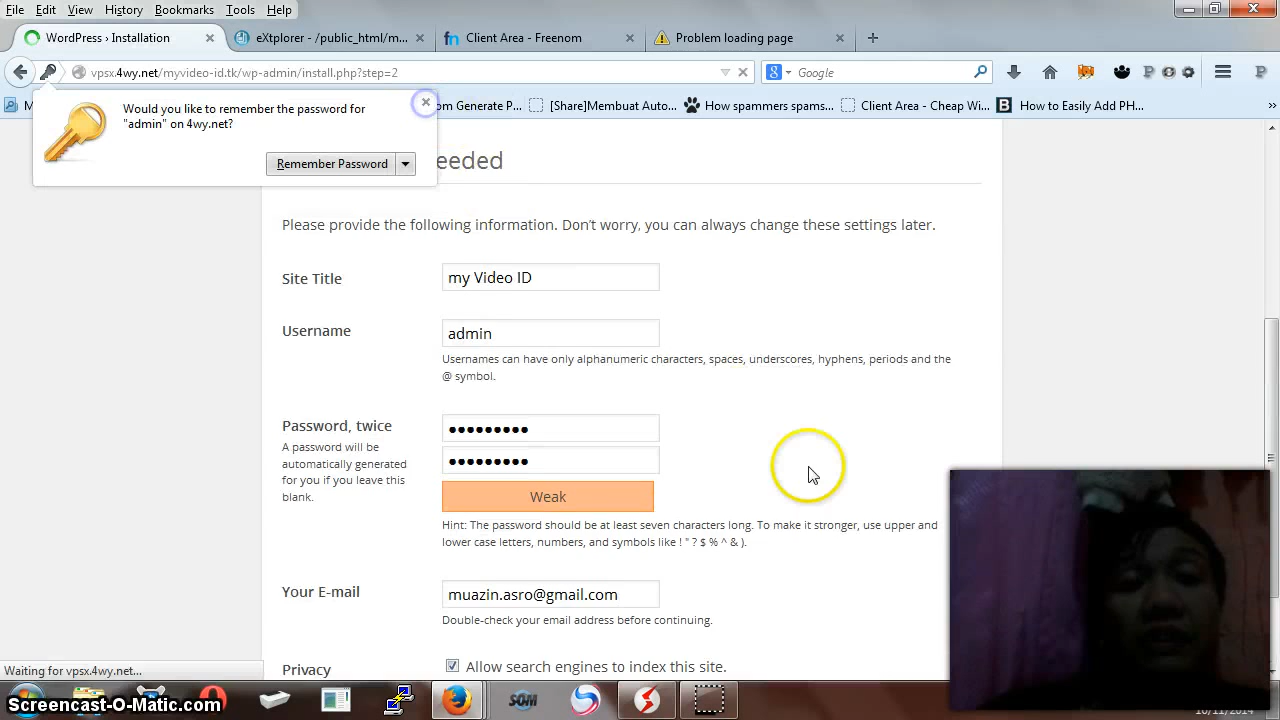 File Edit View History Bookmarks Tools Help
WordPress › Installation
eXtplorer - /public_html/m...
Client Area - Freenom
Problem loading page
vpsx.4wy.net/myvideo-id.tk/wp-admin/install.php?step=2
Google
om Generate P...
[Share]Membuat Auto...
How spammers spams...
Client Area - Cheap Wi...
How to Easily Add PH...
Would you like to remember the password for
"admin" on 4wy.net?
Remember Password
eeded
Please provide the following information. Don't worry, you can always change these settings later.
Site Title
my Video ID
Username
admin
Usernames can have only alphanumeric characters, spaces, underscores, hyphens, periods and the
@ symbol.
Password, twice
A password will be
automatically generated
for you if you leave this
blank.
●●●●●●●●●
●●●●●●●●●
Weak
Hint: The password should be at least seven characters long. To make it stronger, use upper and
lower case letters, numbers, and symbols like ! " ? $ % ^ & ).
Your E-mail
muazin.asro@gmail.com
Double-check your email address before continuing.
Privacy
Allow search engines to index this site.
Waiting for vpsx.4wy.net...
Screencast-O-Matic.com